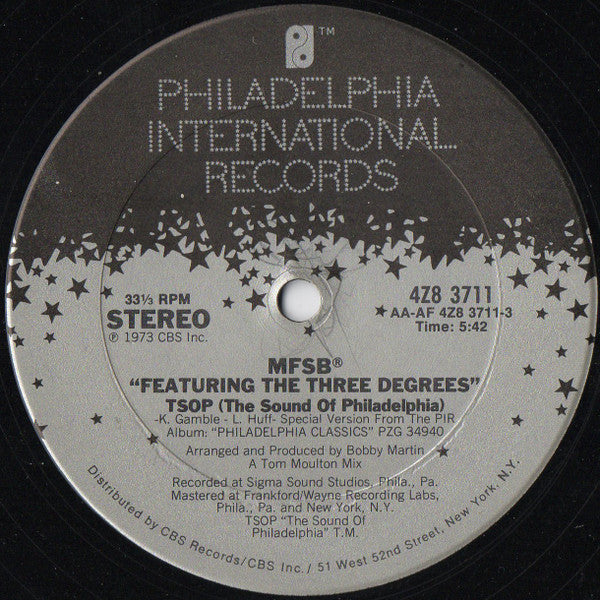 TM
PHILADELPHIA
INTERNATIONAL
RECORDS
33⅓ RPM
STEREO
℗ 1973 CBS Inc.
4Z8 3711
AA-AF 4Z8 3711-3
Time: 5:42
MFSB®
“FEATURING THE THREE DEGREES”
TSOP (The Sound Of Philadelphia)
-K. Gamble - L. Huff- Special Version From The PIR
Album: “PHILADELPHIA CLASSICS” PZG 34940
Arranged and Produced by Bobby Martin
A Tom Moulton Mix
Recorded at Sigma Sound Studios, Phila., Pa.
Mastered at Frankford/Wayne Recording Labs,
Phila., Pa. and New York, N.Y.
TSOP “The Sound Of
Philadelphia” T.M.
Distributed by CBS Records/CBS Inc./ 51 West 52nd Street, New York, N.Y.